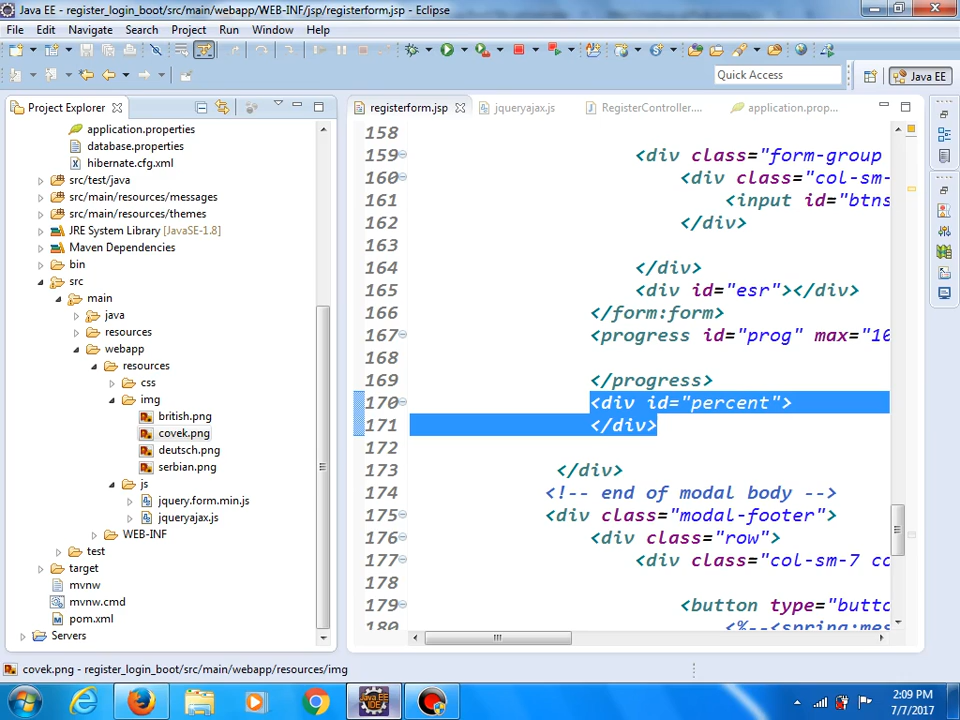 Java EE - register_login_boot/src/main/webapp/WEB-INF/jsp/registerform.jsp - Eclipse
File Edit Navigate Search Project Run Window Help
Quick Access
Java EE
Project Explorer
registerform.jsp
jqueryajax.js
RegisterController....
application.prop...
application.properties
database.properties
hibernate.cfg.xml
src/test/java
src/main/resources/messages
src/main/resources/themes
JRE System Library [JavaSE-1.8]
Maven Dependencies
bin
src
main
java
resources
webapp
resources
css
img
british.png
covek.png
deutsch.png
serbian.png
js
jquery.form.min.js
jqueryajax.js
WEB-INF
test
target
mvnw
mvnw.cmd
pom.xml
Servers
158
159 <div class="form-group
160 <div class="col-sm-
161 <input id="btns
162 </div>
163
164 </div>
165 <div id="esr"></div>
166 </form:form>
167 <progress id="prog" max="10
168
169 </progress>
170 <div id="percent">
171 </div>
172
173 </div>
174 <!-- end of modal body -->
175 <div class="modal-footer">
176 <div class="row">
177 <div class="col-sm-7 co
178
179 <button type="butto
180 <%--<spring:mes
covek.png - register_login_boot/src/main/webapp/resources/img
Java EE
IDE
2:09 PM
7/7/2017